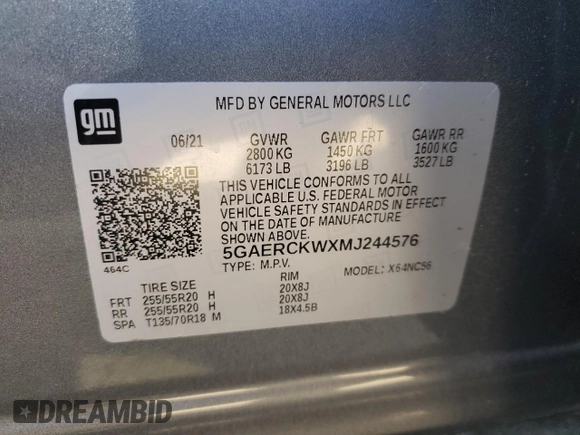 gm
MFD BY GENERAL MOTORS LLC
06/21 GVWR GAWR FRT GAWR RR
2800 KG 1450 KG 1600 KG
6173 LB 3196 LB 3527 LB
THIS VEHICLE CONFORMS TO ALL
APPLICABLE U.S. FEDERAL MOTOR
VEHICLE SAFETY STANDARDS IN EFFECT
ON THE DATE OF MANUFACTURE
SHOWN ABOVE.
464C
5GAERCKWXMJ244576
TYPE: M.P.V. MODEL: X64NC56
TIRE SIZE RIM
FRT 255/55R20 H 20X8J
RR 255/55R20 H 20X8J
SPA T135/70R18 M 18X4.5B
DREAMBID